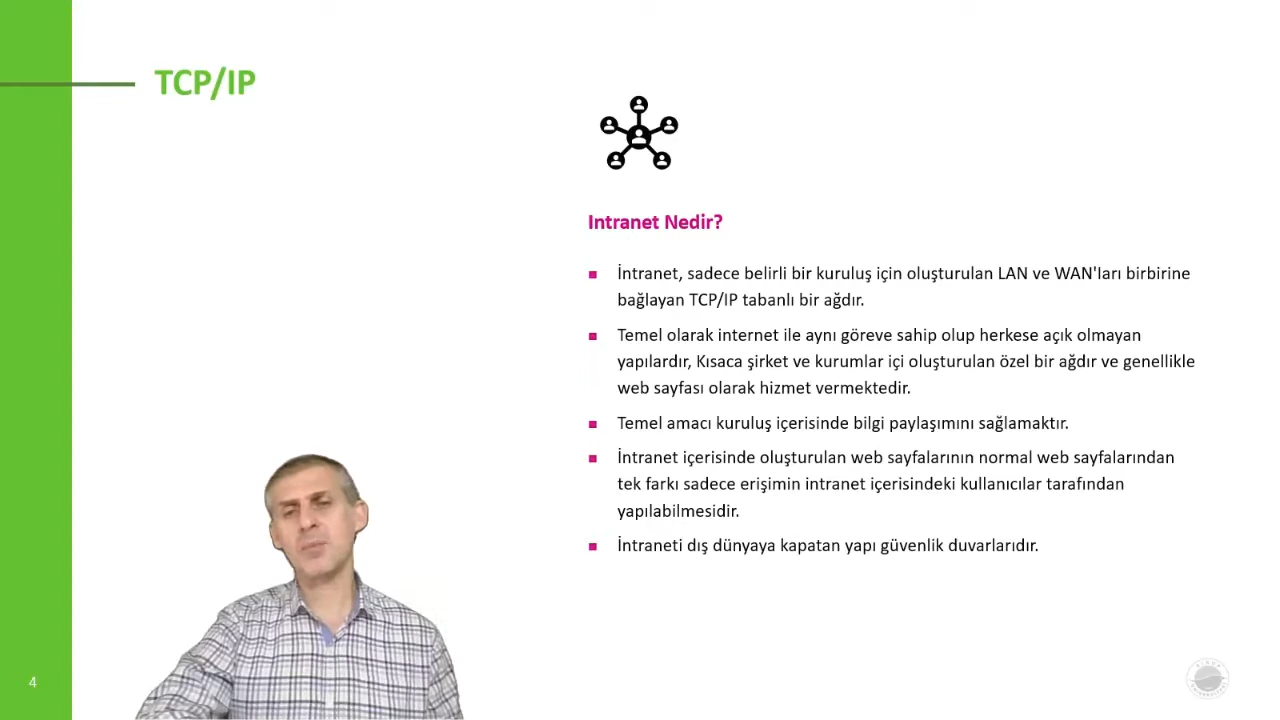 TCP/IP
Intranet Nedir?
İntranet, sadece belirli bir kuruluş için oluşturulan LAN ve WAN'ları birbirine
bağlayan TCP/IP tabanlı bir ağdır.
Temel olarak internet ile aynı göreve sahip olup herkese açık olmayan
yapılardır, Kısaca şirket ve kurumlar içi oluşturulan özel bir ağdır ve genellikle
web sayfası olarak hizmet vermektedir.
Temel amacı kuruluş içerisinde bilgi paylaşımını sağlamaktır.
İntranet içerisinde oluşturulan web sayfalarının normal web sayfalarından
tek farkı sadece erişimin intranet içerisindeki kullanıcılar tarafından
yapılabilmesidir.
İntraneti dış dünyaya kapatan yapı güvenlik duvarlarıdır.
4